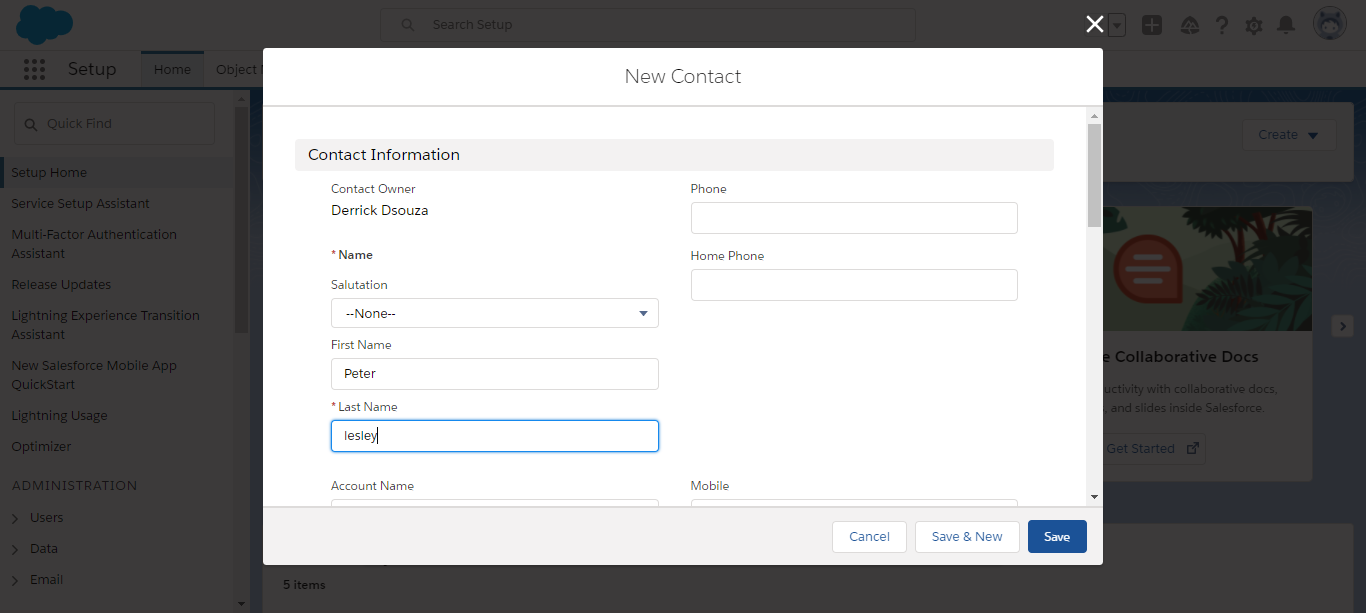 Search Setup
Setup
Home
Object
New Contact
Quick Find
Setup Home
Service Setup Assistant
Multi-Factor Authentication
Assistant
Release Updates
Lightning Experience Transition
Assistant
New Salesforce Mobile App
QuickStart
Lightning Usage
Optimizer
ADMINISTRATION
Users
Data
Email
Contact Information
Contact Owner
Derrick Dsouza
Phone
* Name
Home Phone
Salutation
--None--
First Name
Peter
* Last Name
lesley
Account Name
Mobile
Cancel
Save & New
Save
Create
e Collaborative Docs
uctivity with collaborative docs,
, and slides inside Salesforce.
Get Started
5 items